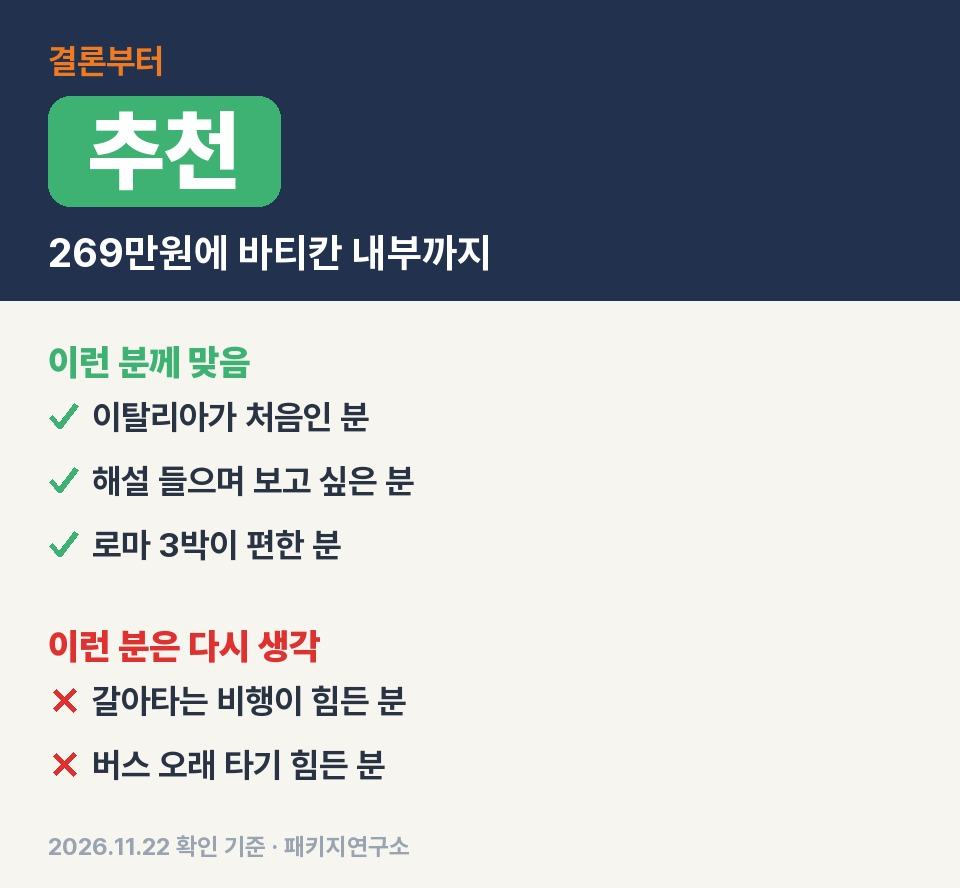 결론부터
추천
269만원에 바티칸 내부까지
이런 분께 맞음
이탈리아가 처음인 분
해설 들으며 보고 싶은 분
로마 3박이 편한 분
이런 분은 다시 생각
갈아타는 비행이 힘든 분
버스 오래 타기 힘든 분
2026.11.22 확인 기준 · 패키지연구소